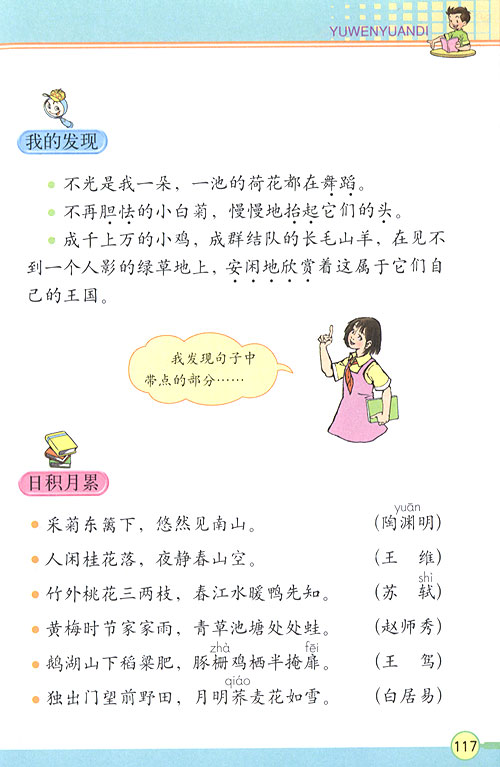 YUWENYUANDI
我的发现
不光是我一朵，一池的荷花都在舞蹈。
不再胆怯的小白菊，慢慢地抬起它们的头。
成千上万的小鸡，成群结队的长毛山羊，在见不
到一个人影的绿草地上，安闲地欣赏着这属于它们自
己的王国。
我发现句子中
带点的部分……
日积月累
yuān
采菊东篱下，悠然见南山。 （陶渊明）
人闲桂花落，夜静春山空。 （王 维）
shì
竹外桃花三两枝，春江水暖鸭先知。 （苏 轼）
黄梅时节家家雨，青草池塘处处蛙。 （赵师秀）
zhà fēi
鹅湖山下稻粱肥，豚栅鸡栖半掩扉。 （王 驾）
qiáo
独出门望前野田，月明荞麦花如雪。 （白居易）
117